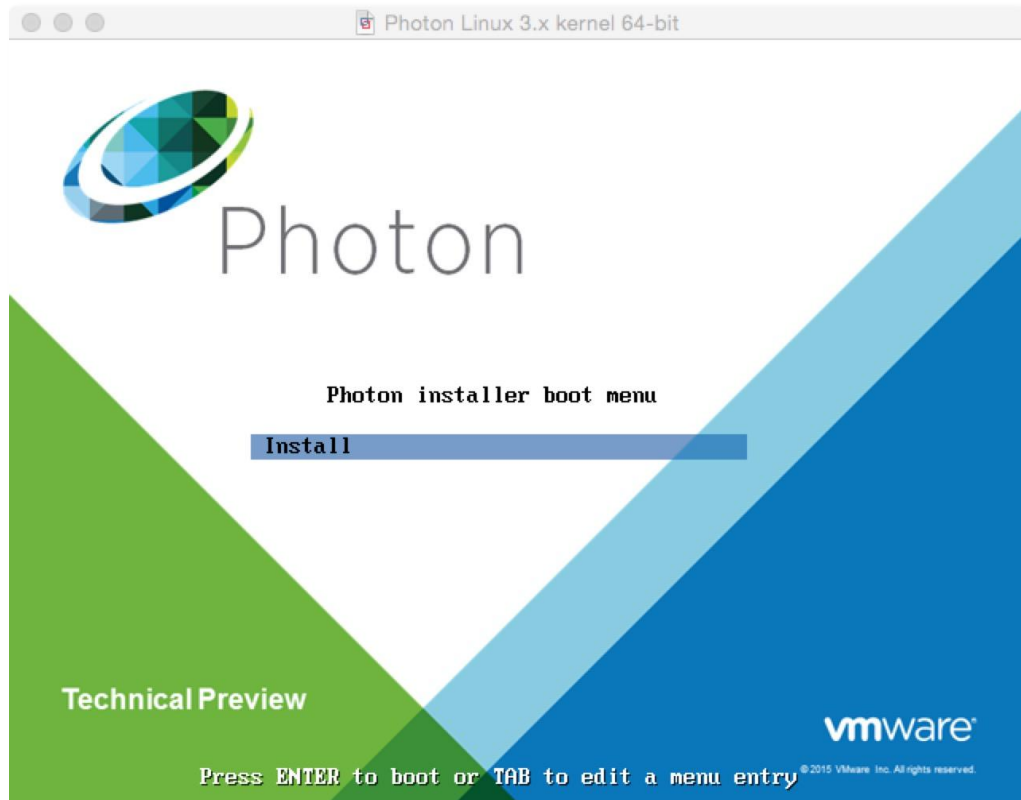 Photon Linux 3.x kernel 64-bit
Photon
Photon installer boot menu
Install
Technical Preview
vmware®
Press ENTER to boot or TAB to edit a menu entry
©2015 VMware Inc. All rights reserved.